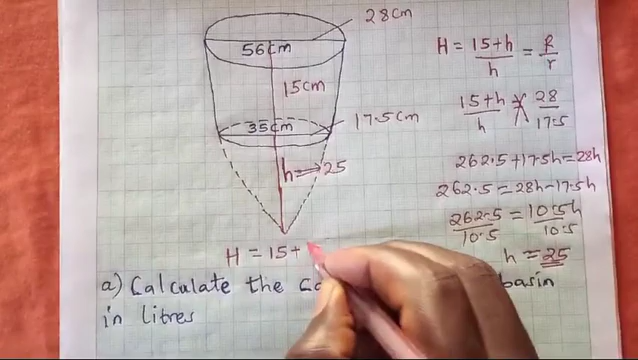 28cm
56cm
15cm
35cm
17.5cm
h⇒25
H = 15+
H = 15+h/h = R/r
15+h/h 28/17.5
262.5+17.5h=28h
262.5=28h-17.5h
262.5/10.5 = 10.5h/10.5
h = 25
a) Calculate the basin
in litres